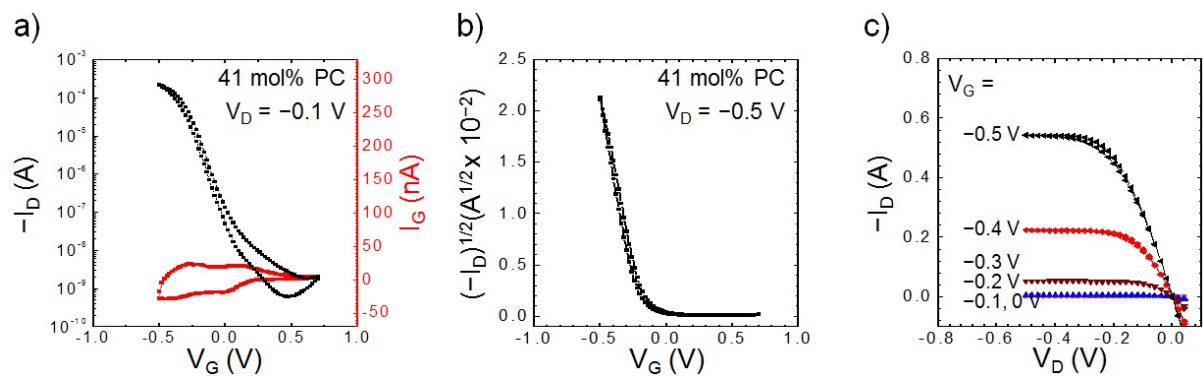 a)
10⁻³
10⁻⁴
10⁻⁵
10⁻⁶
10⁻⁷
10⁻⁸
10⁻⁹
10⁻¹⁰
−I_D (A)
41 mol% PC
V_D = −0.1 V
300
250
200
150
100
50
0
-50
I_G (nA)
-1.0 -0.5 0.0 0.5 1.0
V_G (V)
b)
2.5
2.0
1.5
1.0
0.5
0.0
(−I_D)^1/2(A^1/2 x 10⁻²)
41 mol% PC
V_D = −0.5 V
-1.0 -0.5 0.0 0.5 1.0
V_G (V)
c)
0.8
0.6
0.4
0.2
0.0
−I_D (A)
V_G =
−0.5 V
−0.4 V
−0.3 V
−0.2 V
−0.1, 0 V
-0.8 -0.6 -0.4 -0.2 0.0
V_D (V)